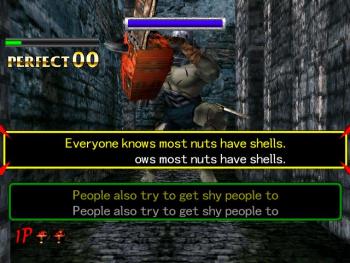 PERFECT 00
Everyone knows most nuts have shells.
ows most nuts have shells.
People also try to get shy people to
People also try to get shy people to
1P